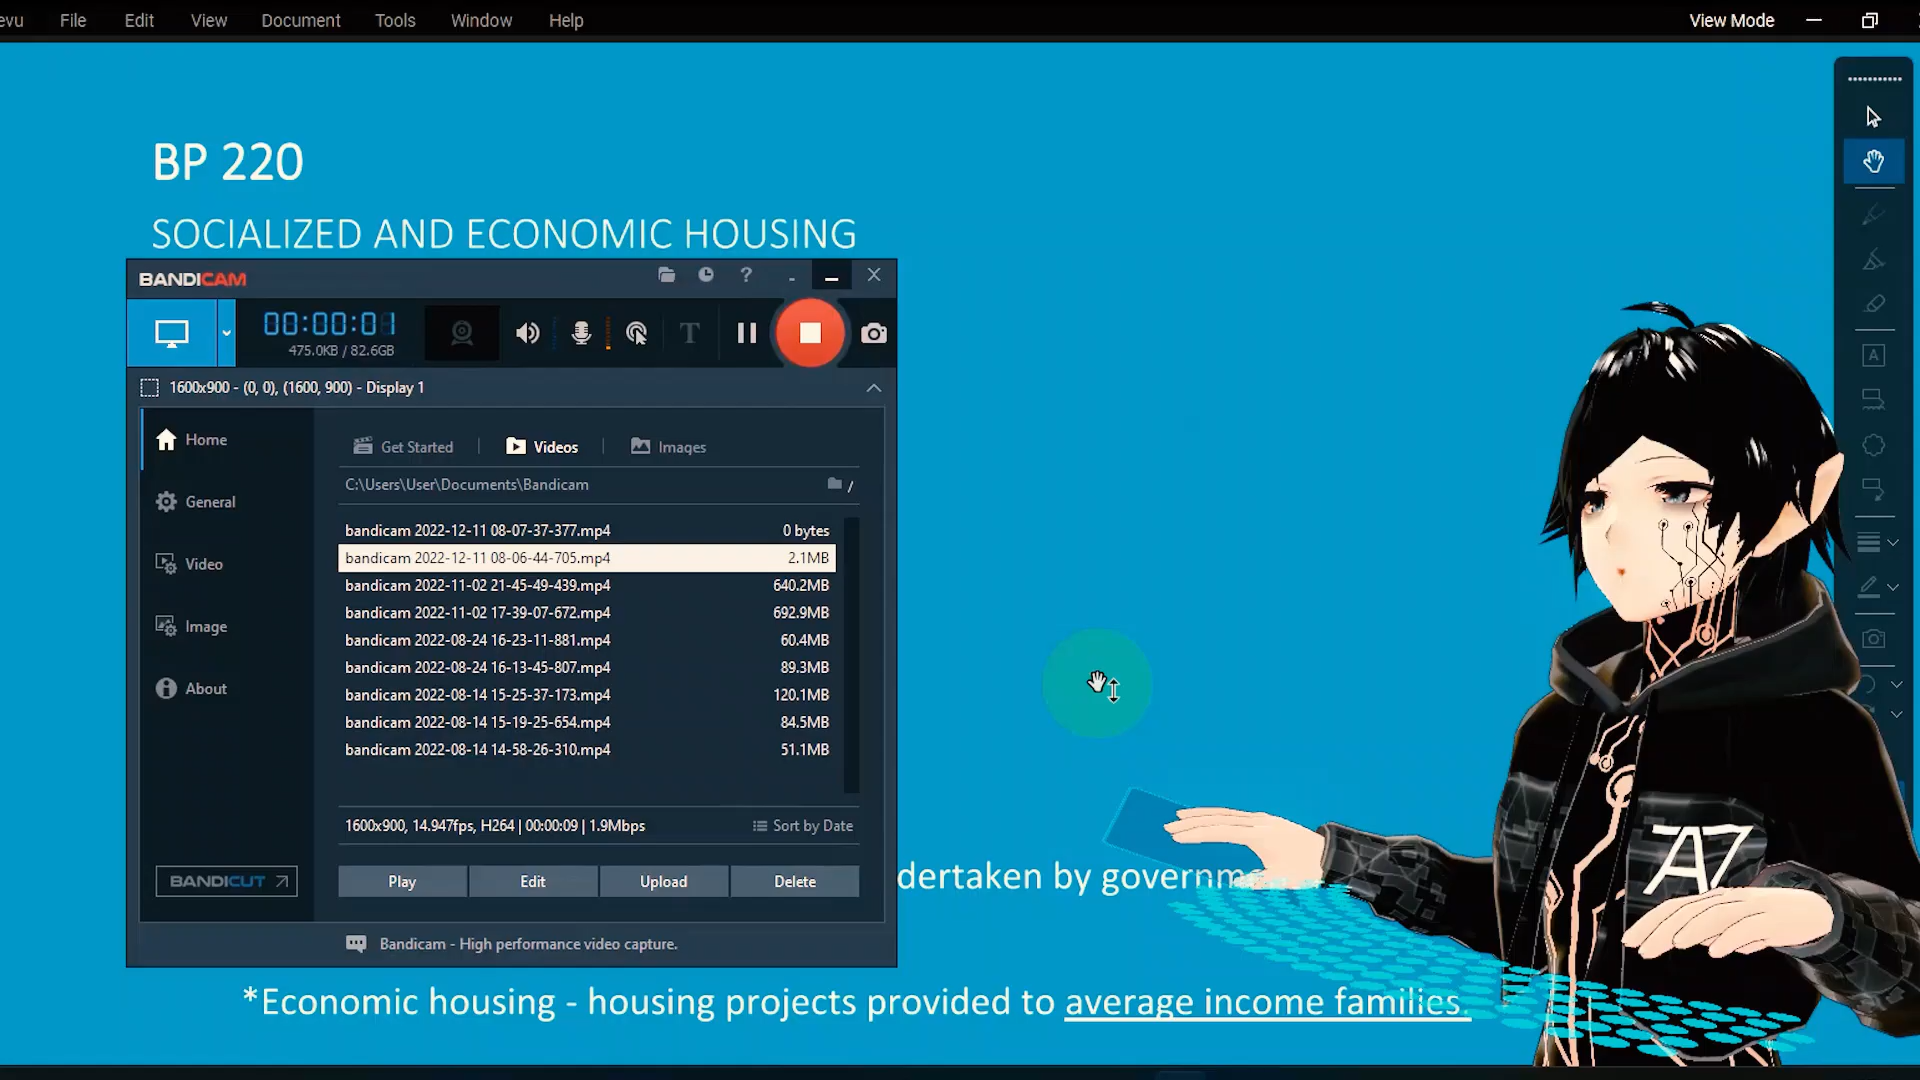 evu File Edit View Document Tools Window Help View Mode
BP 220
SOCIALIZED AND ECONOMIC HOUSING
BANDICAM ?
00:00:01
475.0KB / 82.6GB
T
1600x900 - (0, 0), (1600, 900) - Display 1
Home
General
Video
Image
About
BANDICUT
Get Started | Videos | Images
C:\Users\User\Documents\Bandicam /
bandicam 2022-12-11 08-07-37-377.mp4 0 bytes
bandicam 2022-12-11 08-06-44-705.mp4 2.1MB
bandicam 2022-11-02 21-45-49-439.mp4 640.2MB
bandicam 2022-11-02 17-39-07-672.mp4 692.9MB
bandicam 2022-08-24 16-23-11-881.mp4 60.4MB
bandicam 2022-08-24 16-13-45-807.mp4 89.3MB
bandicam 2022-08-14 15-25-37-173.mp4 120.1MB
bandicam 2022-08-14 15-19-25-654.mp4 84.5MB
bandicam 2022-08-14 14-58-26-310.mp4 51.1MB
1600x900, 14.947fps, H264 | 00:00:09 | 1.9Mbps Sort by Date
Play Edit Upload Delete
Bandicam - High performance video capture.
dertaken by governm
*Economic housing - housing projects provided to average income families.
A
A7